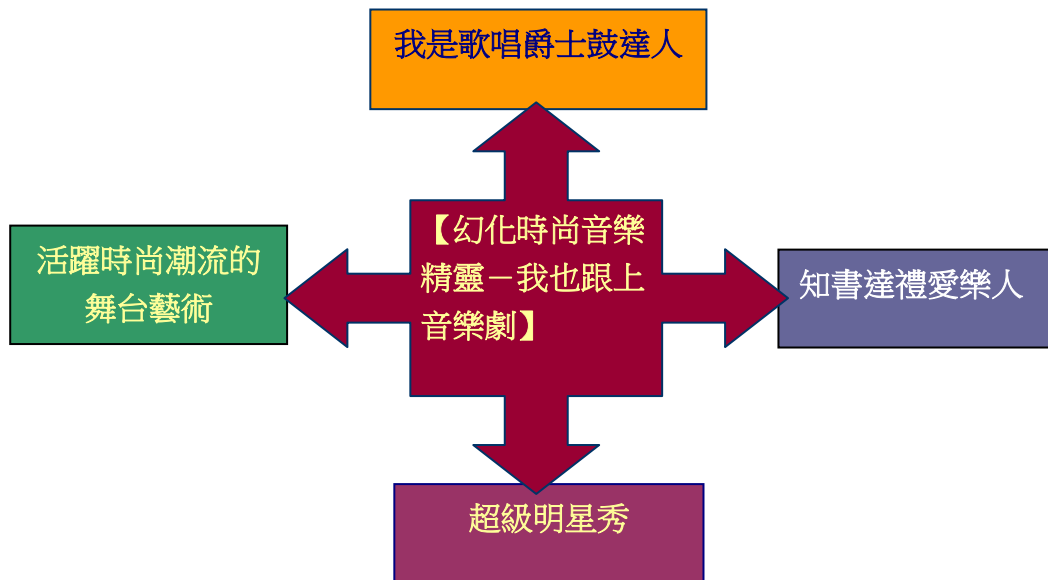 我是歌唱爵士鼓達人
【幻化時尚音樂
精靈－我也跟上
音樂劇】
活躍時尚潮流的
舞台藝術
知書達禮愛樂人
超級明星秀